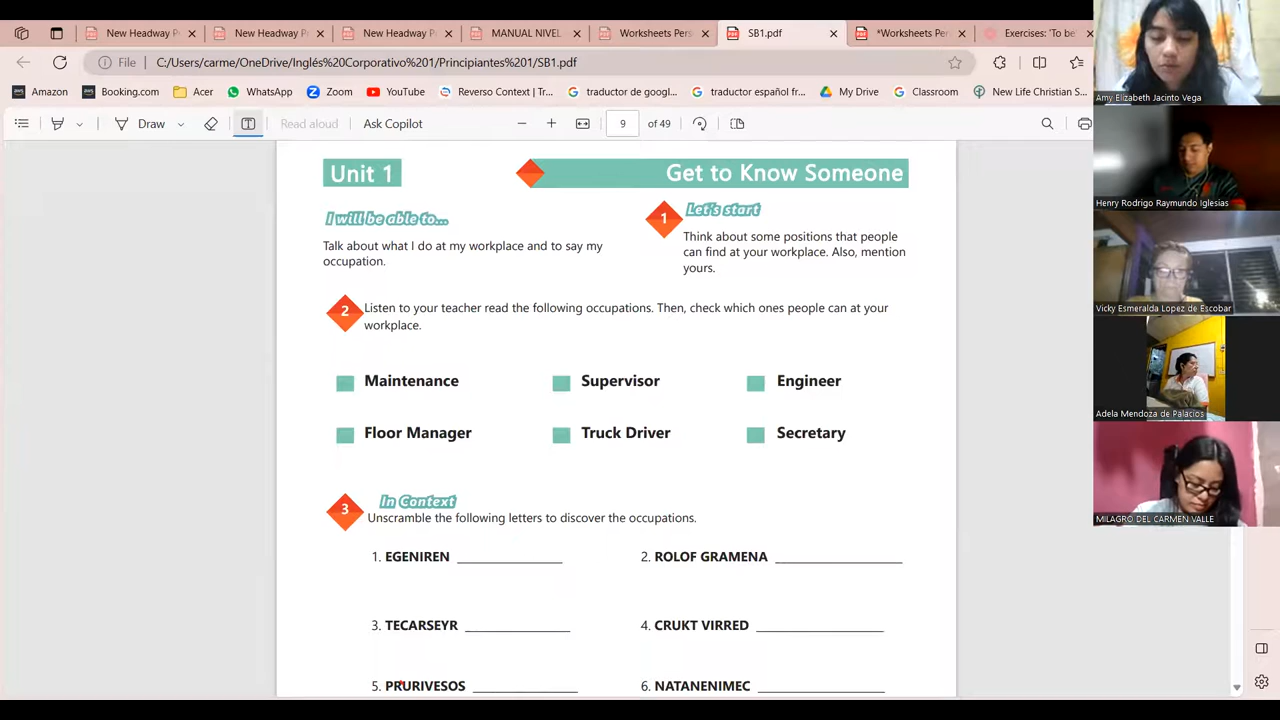 New Headway P
New Headway P
New Headway P
MANUAL NIVEL
Worksheets Pers
SB1.pdf
*Worksheets Per
Exercises: 'To be
File
C:/Users/carme/OneDrive/Inglés%20Corporativo%201/Principiantes%201/SB1.pdf
Amazon
Booking.com
Acer
WhatsApp
Zoom
YouTube
Reverso Context | Tr...
traductor de googl...
traductor español fr...
My Drive
Classroom
New Life Christian S...
Draw
Read aloud
Ask Copilot
9
of 49
Unit 1
Get to Know Someone
I will be able to...
Talk about what I do at my workplace and to say my
occupation.
1
Let's start
Think about some positions that people
can find at your workplace. Also, mention
yours.
2
Listen to your teacher read the following occupations. Then, check which ones people can at your
workplace.
Maintenance
Supervisor
Engineer
Floor Manager
Truck Driver
Secretary
3
In Context
Unscramble the following letters to discover the occupations.
1. EGENIREN
2. ROLOF GRAMENA
3. TECARSEYR
4. CRUKT VIRRED
5. PRURIVESOS
6. NATANENIMEC
Amy Elizabeth Jacinto Vega
Henry Rodrigo Raymundo Iglesias
Vicky Esmeralda Lopez de Escobar
Adela Mendoza de Palacios
MILAGRO DEL CARMEN VALLE